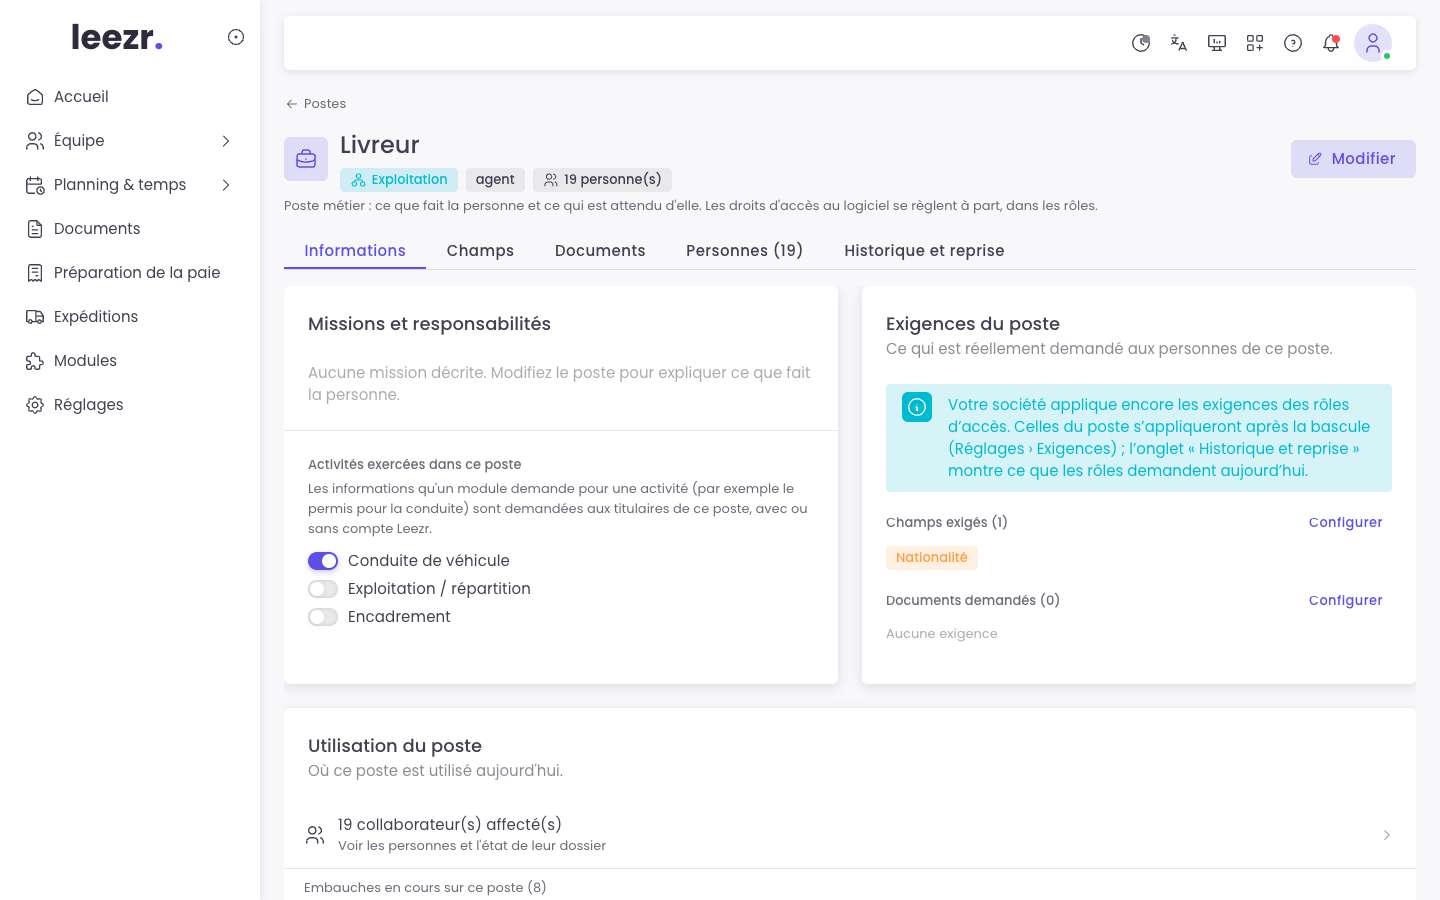 leezr.
Accueil
Équipe
Planning & temps
Documents
Préparation de la paie
Expéditions
Modules
Réglages
Postes
Livreur
Exploitation
agent
19 personne(s)
Modifier
Poste métier : ce que fait la personne et ce qui est attendu d'elle. Les droits d'accès au logiciel se règlent à part, dans les rôles.
Informations
Champs
Documents
Personnes (19)
Historique et reprise
Missions et responsabilités
Aucune mission décrite. Modifiez le poste pour expliquer ce que fait
la personne.
Activités exercées dans ce poste
Les informations qu'un module demande pour une activité (par exemple le
permis pour la conduite) sont demandées aux titulaires de ce poste, avec ou
sans compte Leezr.
Conduite de véhicule
Exploitation / répartition
Encadrement
Exigences du poste
Ce qui est réellement demandé aux personnes de ce poste.
Votre société applique encore les exigences des rôles
d’accès. Celles du poste s’appliqueront après la bascule
(Réglages › Exigences) ; l’onglet « Historique et reprise »
montre ce que les rôles demandent aujourd’hui.
Champs exigés (1)
Configurer
Nationalité
Documents demandés (0)
Configurer
Aucune exigence
Utilisation du poste
Où ce poste est utilisé aujourd'hui.
19 collaborateur(s) affecté(s)
Voir les personnes et l'état de leur dossier
Embauches en cours sur ce poste (8)